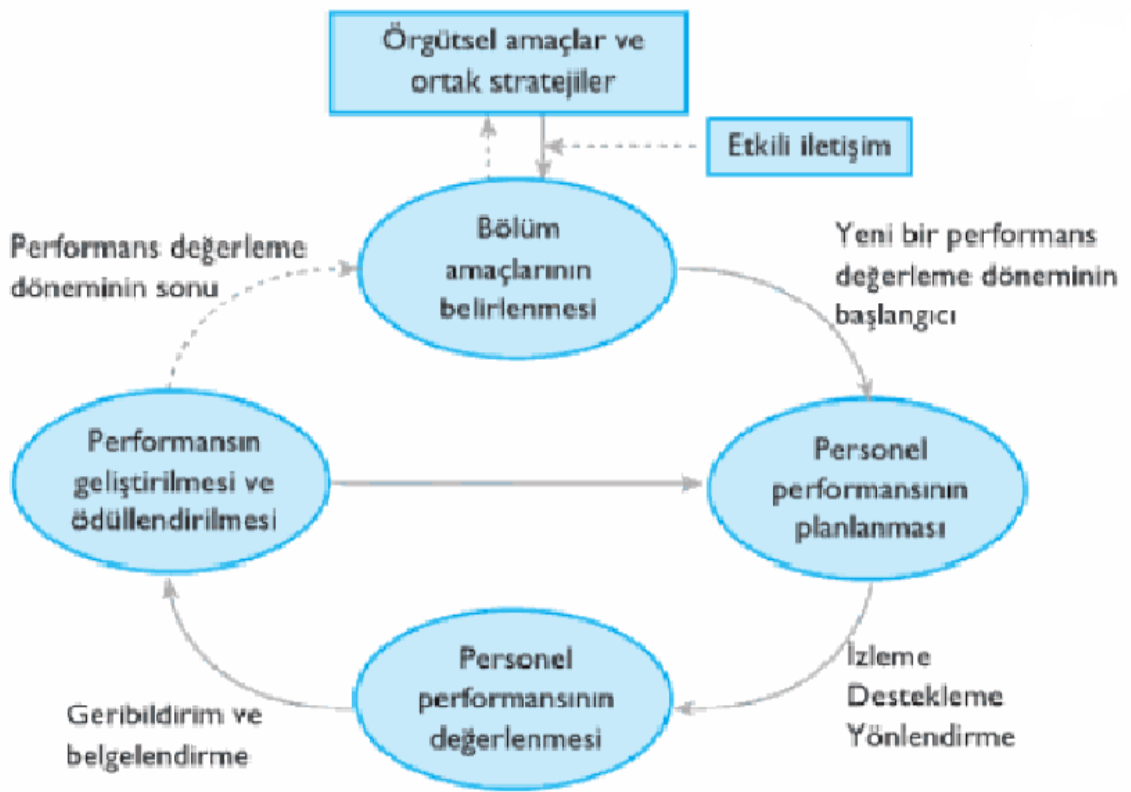 Örgütsel amaçlar ve
ortak stratejiler
Etkili iletişim
Bölüm
amaçlarının
belirlenmesi
Performans değerleme
döneminin sonu
Yeni bir performans
değerleme döneminin
başlangıcı
Performansın
geliştirilmesi ve
ödüllendirilmesi
Personel
performansının
planlanması
Personel
performansının
değerlenmesi
İzleme
Destekleme
Yönlendirme
Geribildirim ve
belgelendirme